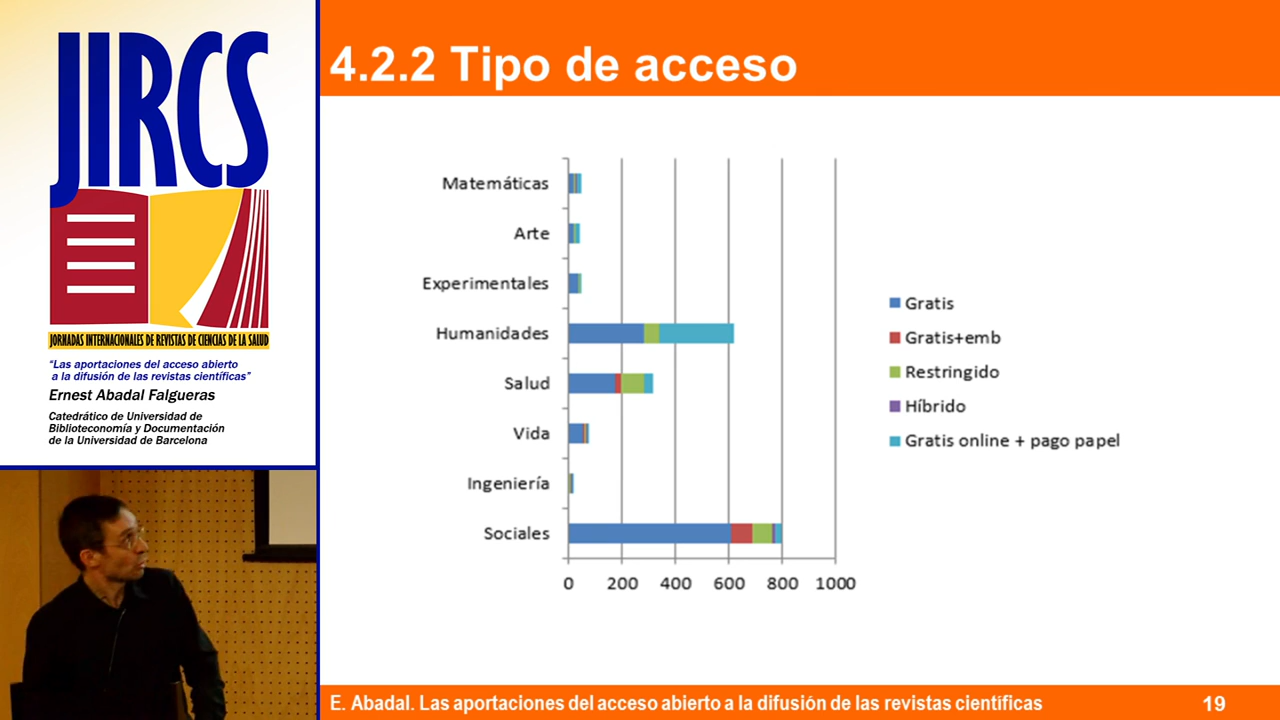 JIRCS
JORNADAS INTERNACIONALES DE REVISTAS DE CIENCIAS DE LA SALUD
“Las aportaciones del acceso abierto
a la difusión de las revistas científicas”
Ernest Abadal Falgueras
Catedrático de Universidad de
Biblioteconomía y Documentación
de la Universidad de Barcelona
4.2.2 Tipo de acceso
Matemáticas
Arte
Experimentales
Humanidades
Salud
Vida
Ingeniería
Sociales
0 200 400 600 800 1000
Gratis
Gratis+emb
Restringido
Híbrido
Gratis online + pago papel
E. Abadal. Las aportaciones del acceso abierto a la difusión de las revistas científicas 19